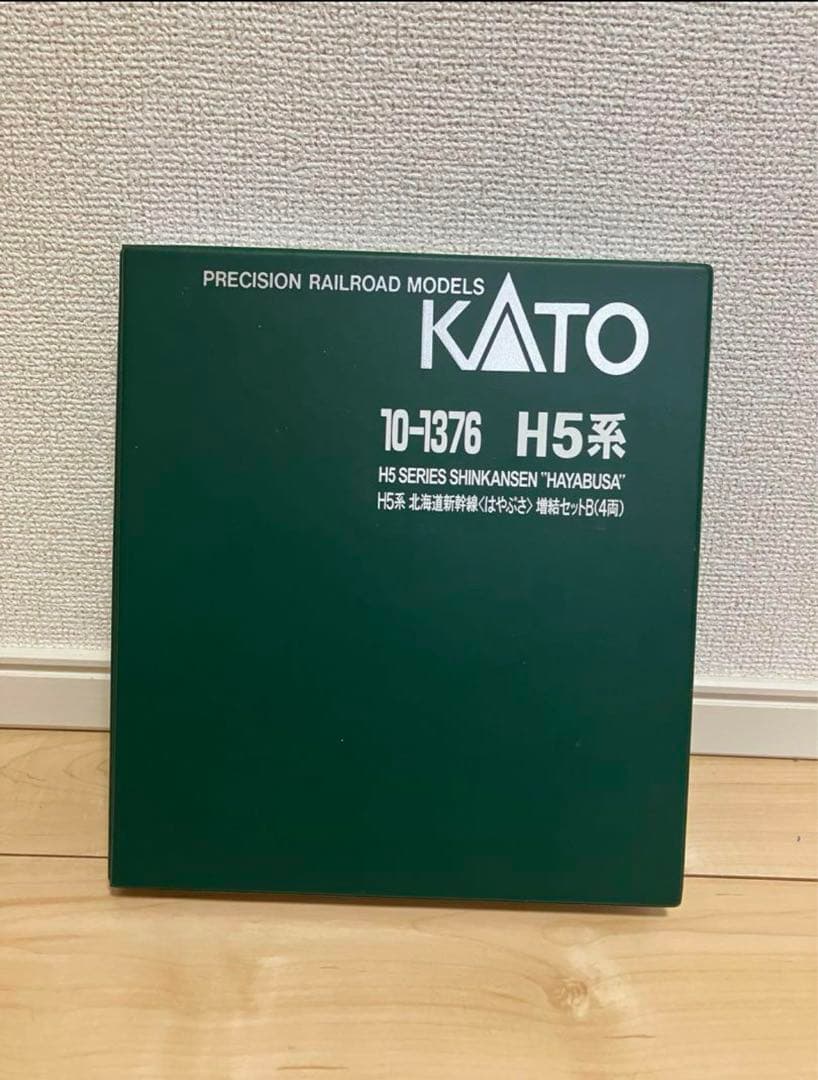 PRECISION RAILROAD MODELS
KATO
10-1376 H5系
H5 SERIES SHINKANSEN "HAYABUSA"
H5系 北海道新幹線〈はやぶさ〉増結セットB(4両)